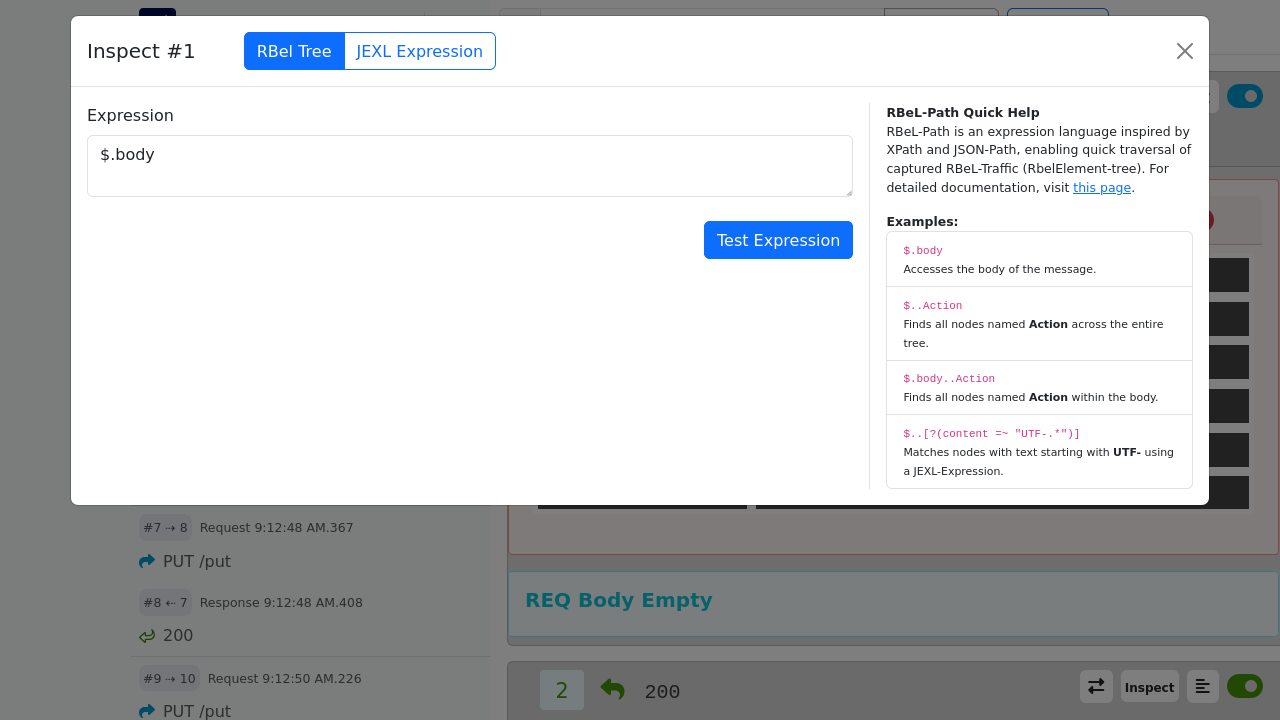 Inspect #1
RBel Tree
JEXL Expression
Expression
$.body
Test Expression
RBeL-Path Quick Help
RBeL-Path is an expression language inspired by
XPath and JSON-Path, enabling quick traversal of
captured RBeL-Traffic (RbelElement-tree). For
detailed documentation, visit this page.
Examples:
$.body
Accesses the body of the message.
$..Action
Finds all nodes named Action across the entire
tree.
$.body..Action
Finds all nodes named Action within the body.
$..[?(content =~ "UTF-.*")]
Matches nodes with text starting with UTF- using
a JEXL-Expression.
#7 ⇢ 8 Request 9:12:48 AM.367
PUT /put
#8 ⇠ 7 Response 9:12:48 AM.408
200
#9 ⇢ 10 Request 9:12:50 AM.226
PUT /put
REQ Body Empty
2 200
Inspect